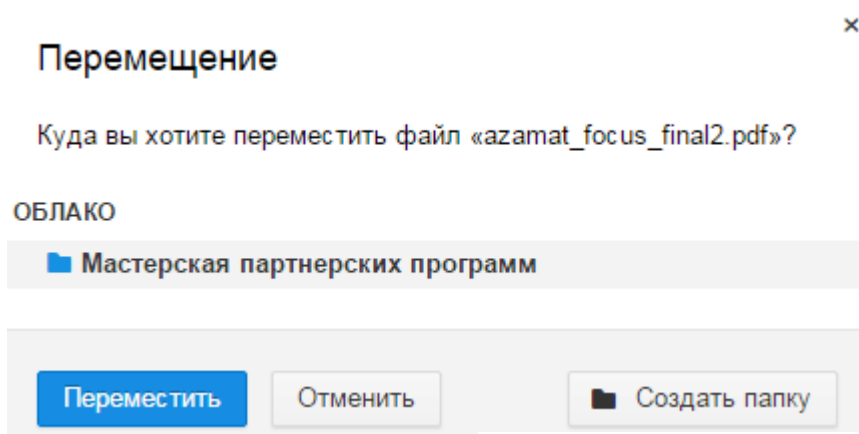 Перемещение
Куда вы хотите переместить файл «azamat_focus_final2.pdf»?
ОБЛАКО
Мастерская партнерских программ
Переместить Отменить Создать папку